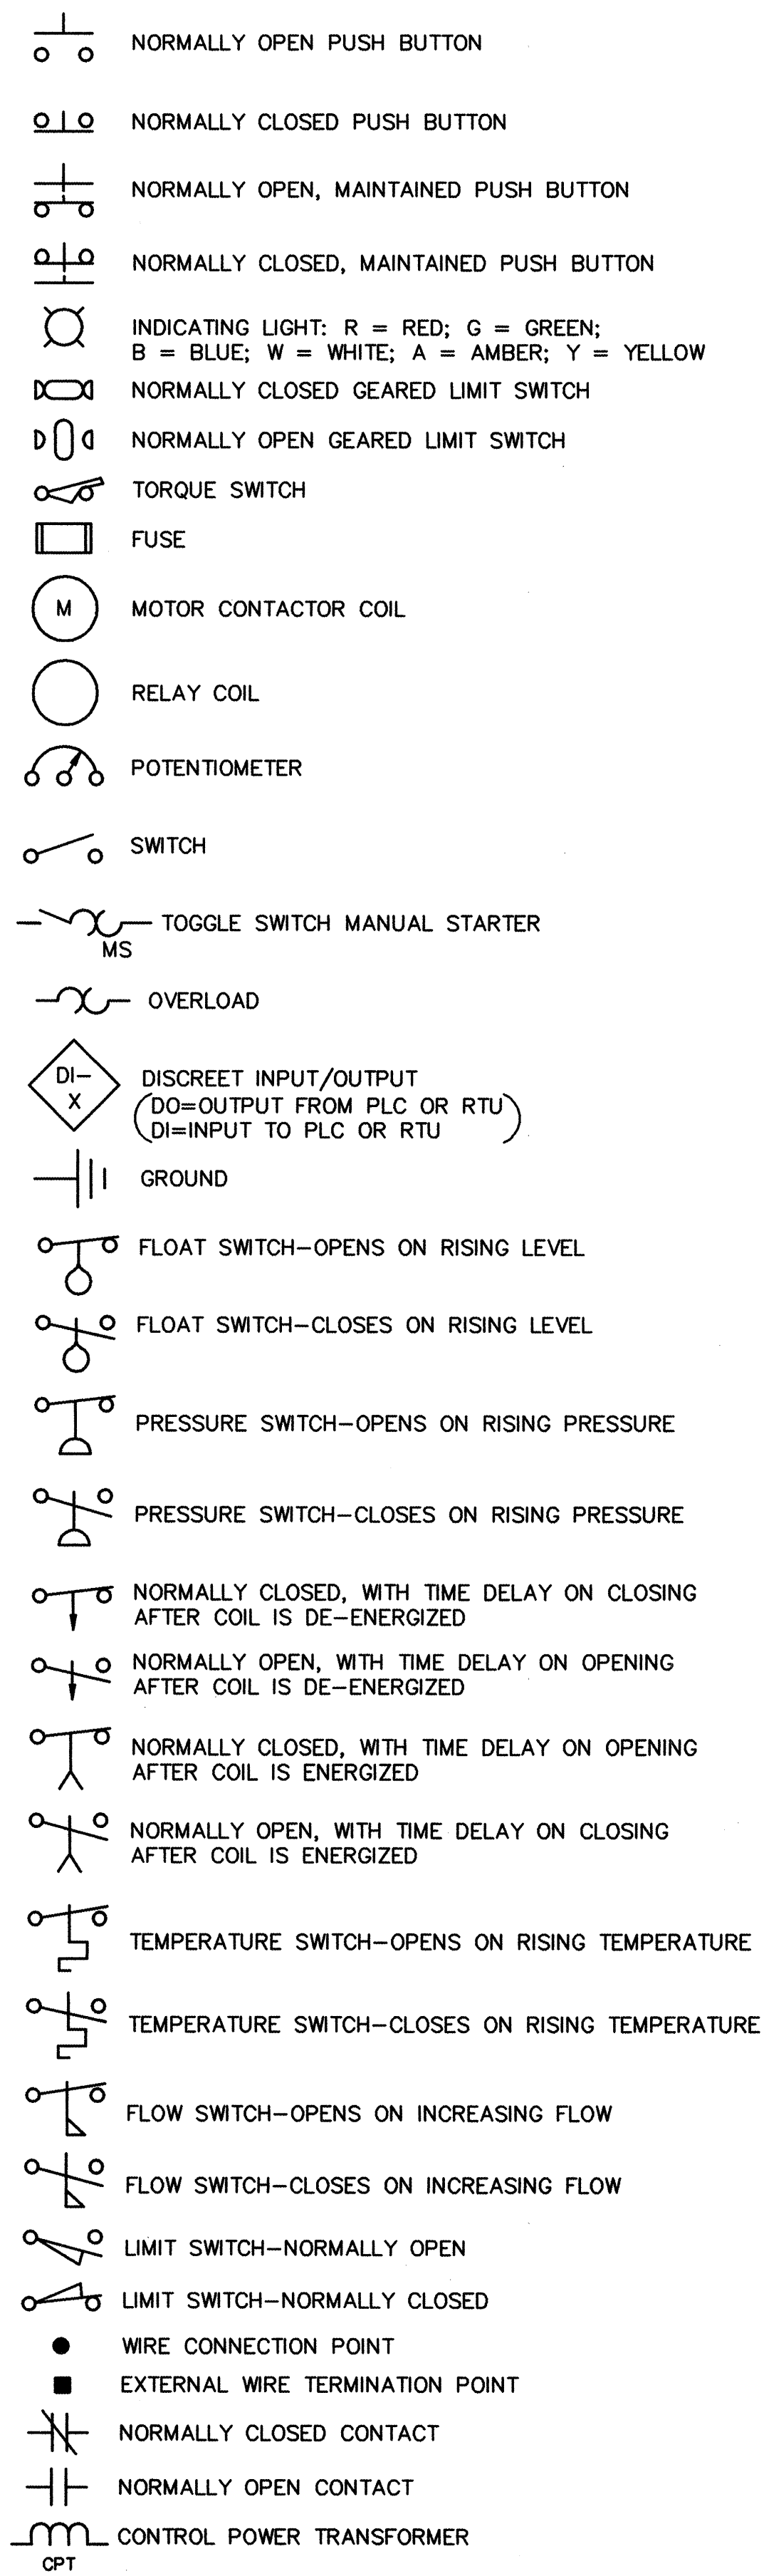 NORMALLY OPEN PUSH BUTTON
NORMALLY CLOSED PUSH BUTTON
NORMALLY OPEN, MAINTAINED PUSH BUTTON
NORMALLY CLOSED, MAINTAINED PUSH BUTTON
INDICATING LIGHT: R = RED; G = GREEN;
B = BLUE; W = WHITE; A = AMBER; Y = YELLOW
NORMALLY CLOSED GEARED LIMIT SWITCH
NORMALLY OPEN GEARED LIMIT SWITCH
TORQUE SWITCH
FUSE
M MOTOR CONTACTOR COIL
RELAY COIL
POTENTIOMETER
SWITCH
TOGGLE SWITCH MANUAL STARTER
MS
OVERLOAD
DI-
X
DISCREET INPUT/OUTPUT
(DO=OUTPUT FROM PLC OR RTU
DI=INPUT TO PLC OR RTU)
GROUND
FLOAT SWITCH-OPENS ON RISING LEVEL
FLOAT SWITCH-CLOSES ON RISING LEVEL
PRESSURE SWITCH-OPENS ON RISING PRESSURE
PRESSURE SWITCH-CLOSES ON RISING PRESSURE
NORMALLY CLOSED, WITH TIME DELAY ON CLOSING
AFTER COIL IS DE-ENERGIZED
NORMALLY OPEN, WITH TIME DELAY ON OPENING
AFTER COIL IS DE-ENERGIZED
NORMALLY CLOSED, WITH TIME DELAY ON OPENING
AFTER COIL IS ENERGIZED
NORMALLY OPEN, WITH TIME DELAY ON CLOSING
AFTER COIL IS ENERGIZED
TEMPERATURE SWITCH-OPENS ON RISING TEMPERATURE
TEMPERATURE SWITCH-CLOSES ON RISING TEMPERATURE
FLOW SWITCH-OPENS ON INCREASING FLOW
FLOW SWITCH-CLOSES ON INCREASING FLOW
LIMIT SWITCH-NORMALLY OPEN
LIMIT SWITCH-NORMALLY CLOSED
WIRE CONNECTION POINT
EXTERNAL WIRE TERMINATION POINT
NORMALLY CLOSED CONTACT
NORMALLY OPEN CONTACT
CONTROL POWER TRANSFORMER
CPT